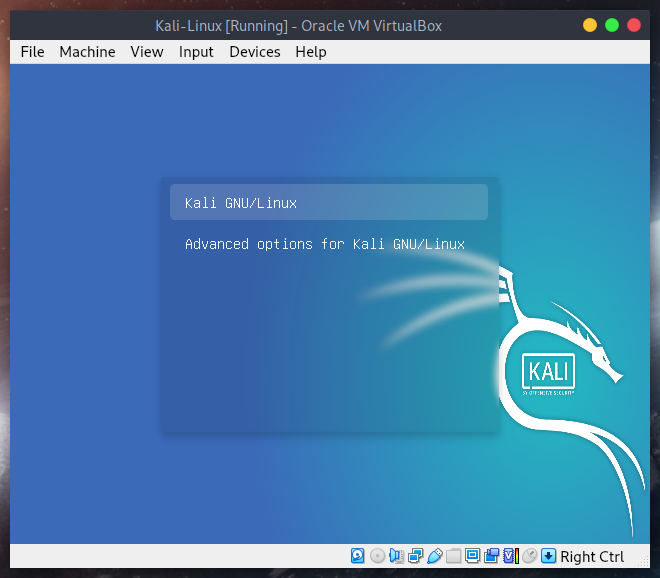 Kali-Linux [Running] - Oracle VM VirtualBox
File Machine View Input Devices Help
Kali GNU/Linux
Advanced options for Kali GNU/Linux
KALI
BY OFFENSIVE SECURITY
Right Ctrl